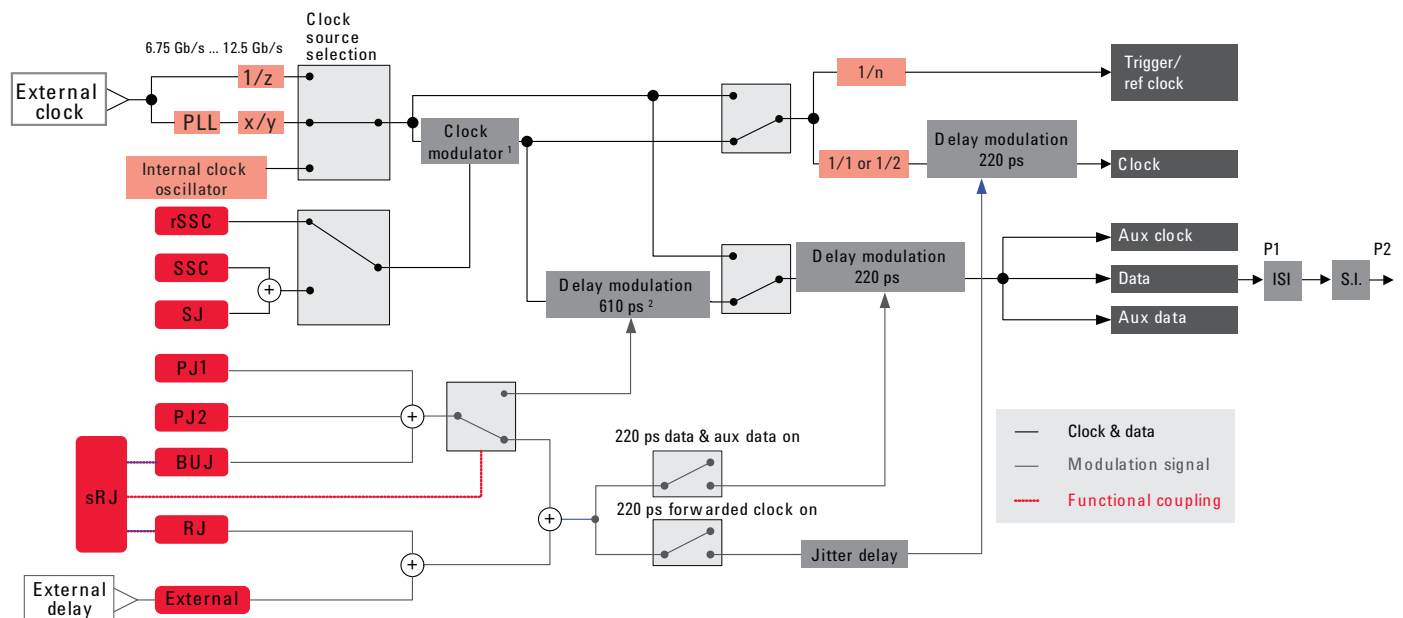 Clock
source
selection
6.75 Gb/s ... 12.5 Gb/s
External
clock
1/z
PLL
x/y
Internal clock
oscillator
Clock
modulator 1
1/n
Trigger/
ref clock
1/1 or 1/2
Delay modulation
220 ps
Clock
rSSC
SSC
+
SJ
Delay modulation
610 ps 2
Delay modulation
220 ps
Aux clock
Data
Aux data
P1
ISI
S.I.
P2
PJ1
PJ2
+
BUJ
sRJ
RJ
+
+
External
delay
External
220 ps data & aux data on
220 ps forwarded clock on
Jitter delay
Clock & data
Modulation signal
Functional coupling